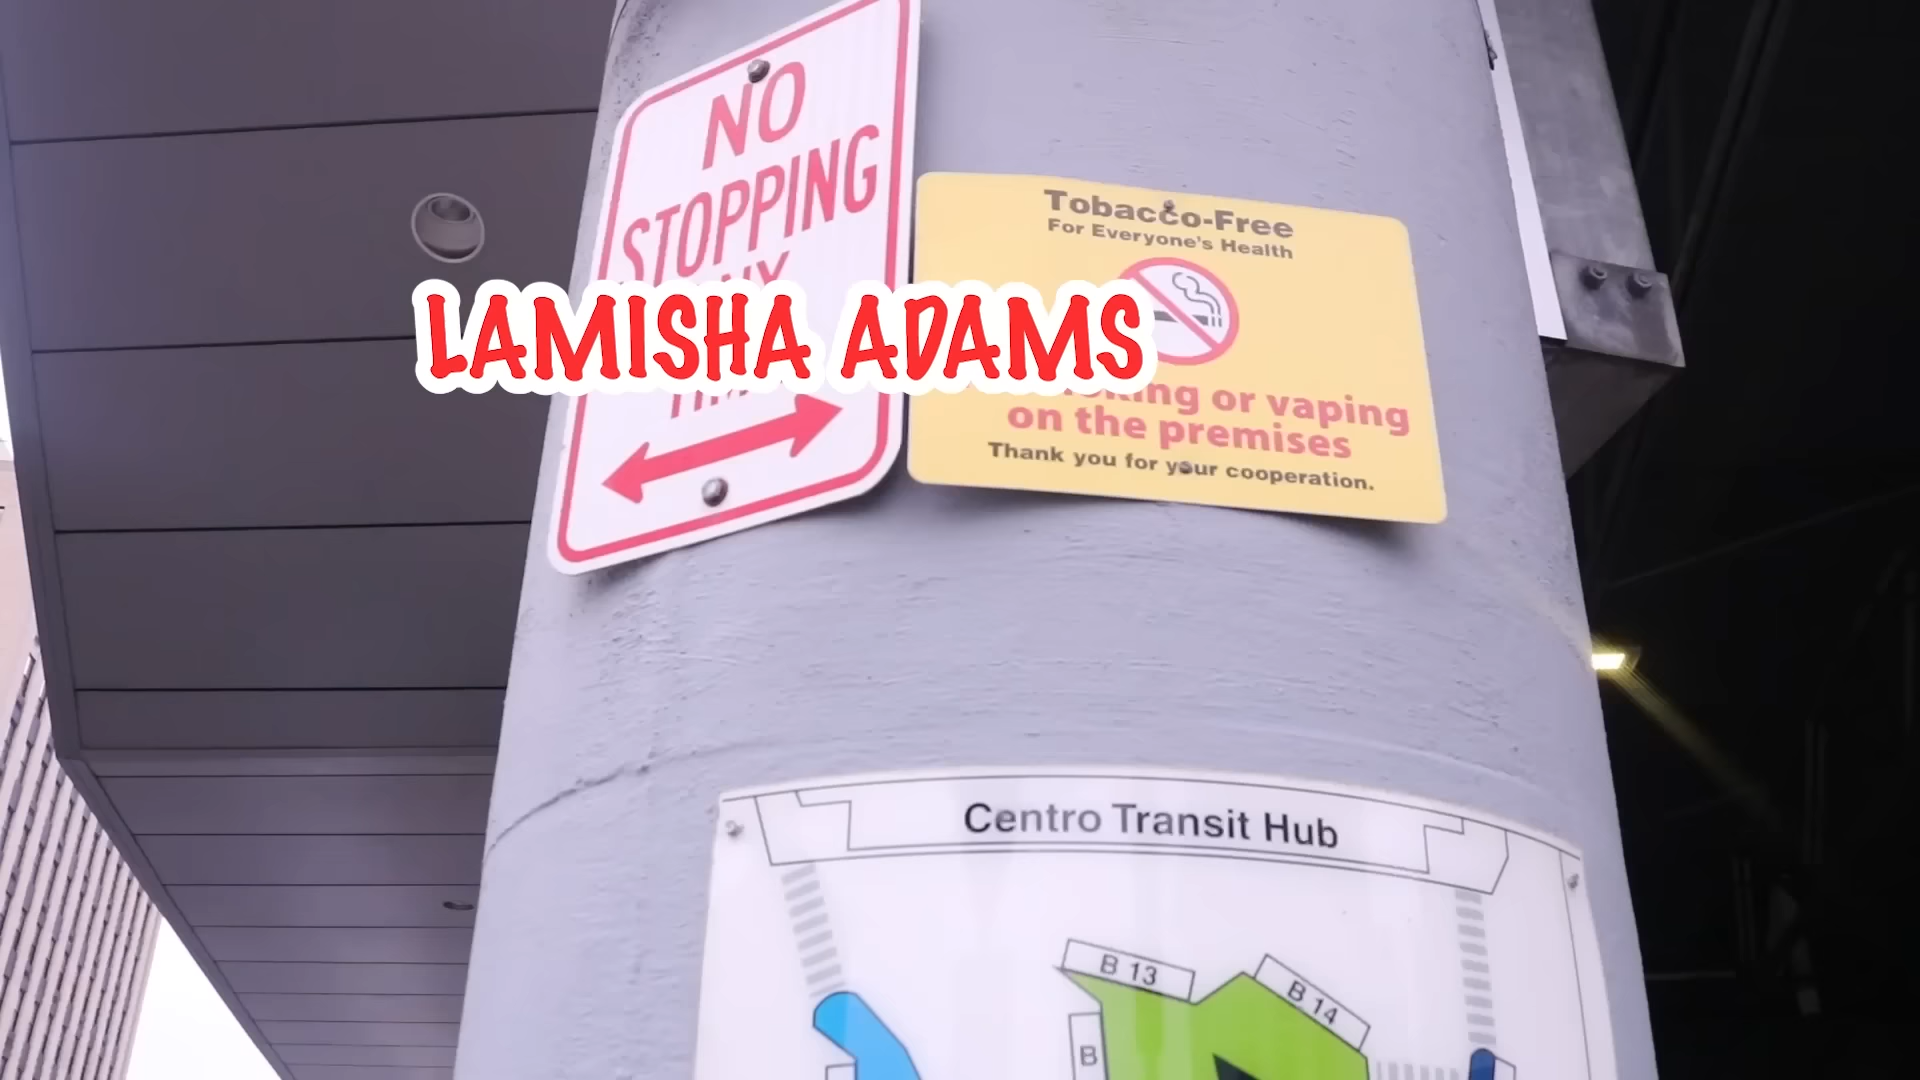 NO
STOPPING
LAMISHA ADAMS
Tobacco-Free
For Everyone's Health
or vaping
on the premises
Thank you for your cooperation.
Centro Transit Hub
B 13
B 14
B